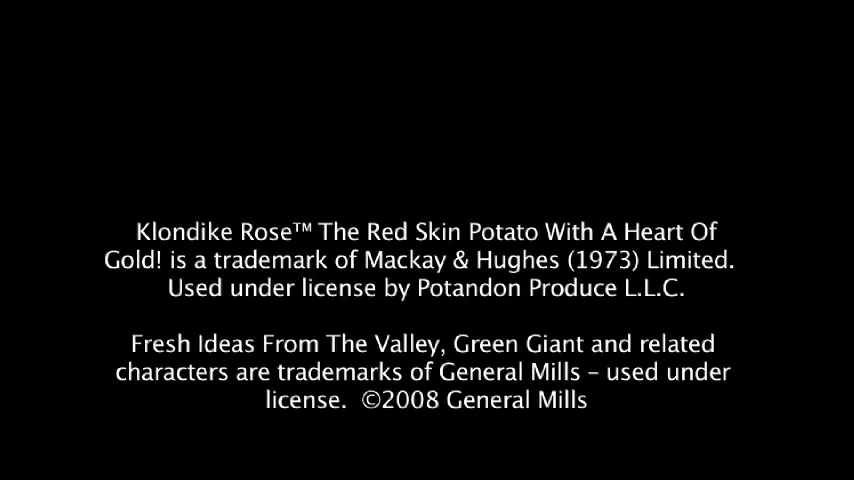 Klondike Rose™ The Red Skin Potato With A Heart Of
Gold! is a trademark of Mackay & Hughes (1973) Limited.
Used under license by Potandon Produce L.L.C.
Fresh Ideas From The Valley, Green Giant and related
characters are trademarks of General Mills – used under
license.  ©2008 General Mills